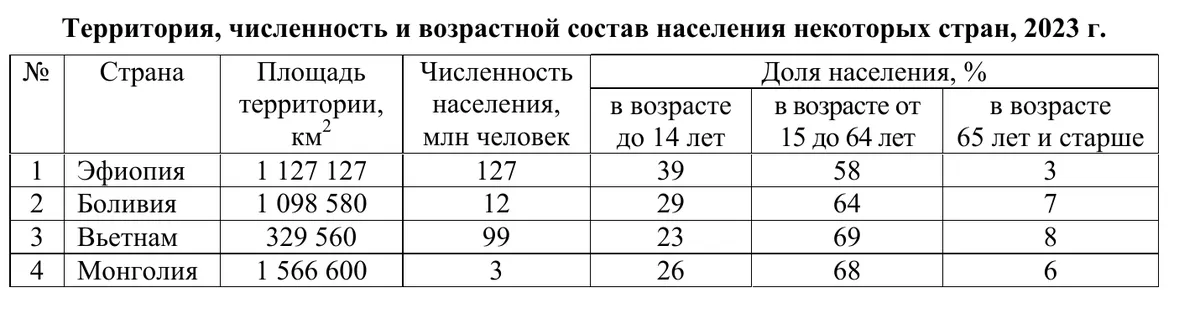 Территория, численность и возрастной состав населения некоторых стран, 2023 г.
№ Страна Площадь территории, км² Численность населения, млн человек Доля населения, %
в возрасте до 14 лет в возрасте от 15 до 64 лет в возрасте 65 лет и старше
1 Эфиопия 1 127 127 127 39 58 3
2 Боливия 1 098 580 12 29 64 7
3 Вьетнам 329 560 99 23 69 8
4 Монголия 1 566 600 3 26 68 6